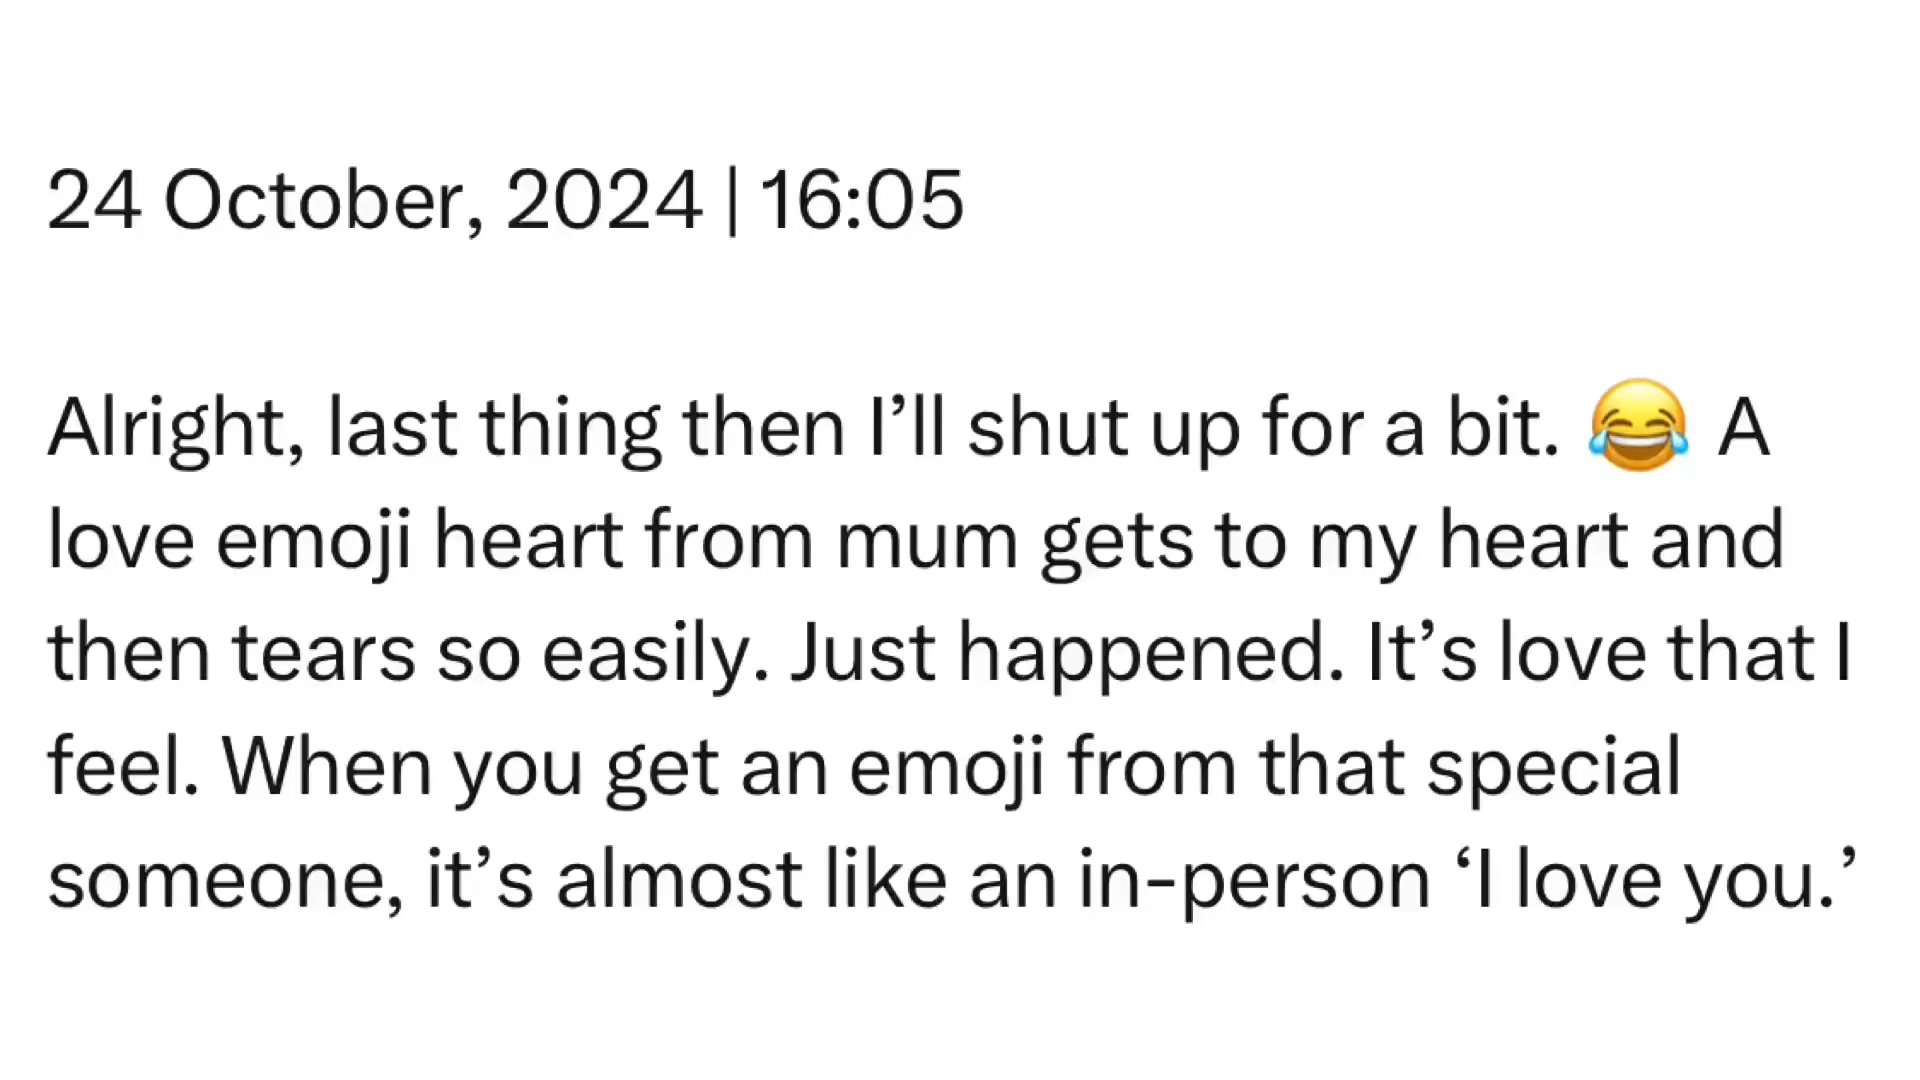 24 October, 2024 | 16:05
Alright, last thing then I’ll shut up for a bit. 😂 A
love emoji heart from mum gets to my heart and
then tears so easily. Just happened. It’s love that I
feel. When you get an emoji from that special
someone, it’s almost like an in-person ‘I love you.’